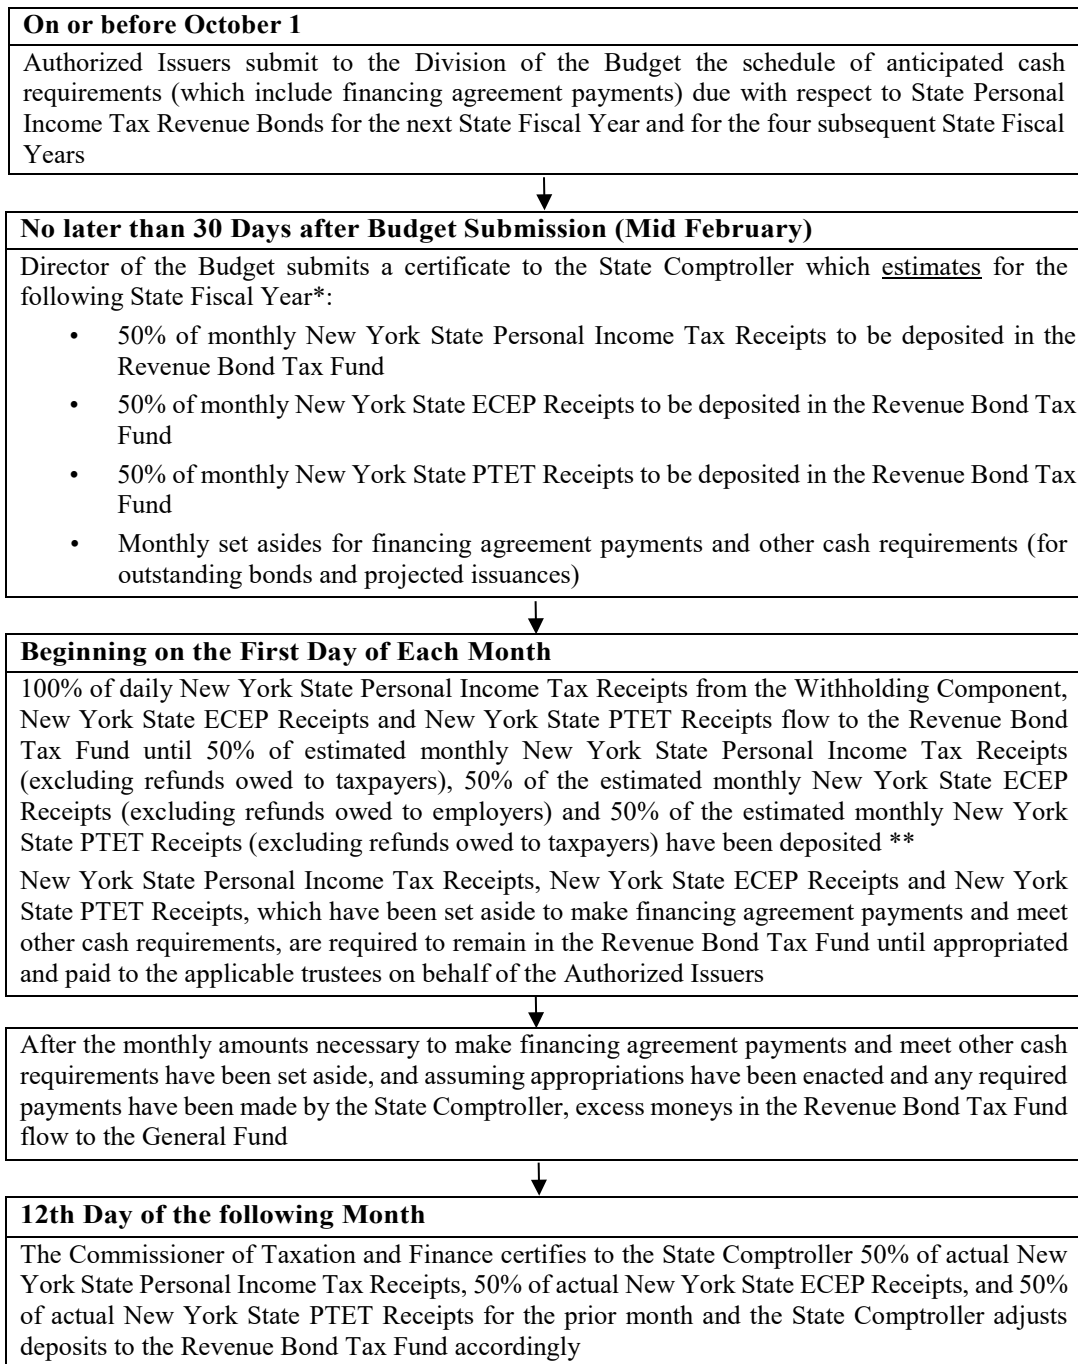 On or before October 1
Authorized Issuers submit to the Division of the Budget the schedule of anticipated cash
requirements (which include financing agreement payments) due with respect to State Personal
Income Tax Revenue Bonds for the next State Fiscal Year and for the four subsequent State Fiscal
Years
No later than 30 Days after Budget Submission (Mid February)
Director of the Budget submits a certificate to the State Comptroller which estimates for the
following State Fiscal Year*:
• 50% of monthly New York State Personal Income Tax Receipts to be deposited in the
Revenue Bond Tax Fund
• 50% of monthly New York State ECEP Receipts to be deposited in the Revenue Bond Tax
Fund
• 50% of monthly New York State PTET Receipts to be deposited in the Revenue Bond Tax
Fund
• Monthly set asides for financing agreement payments and other cash requirements (for
outstanding bonds and projected issuances)
Beginning on the First Day of Each Month
100% of daily New York State Personal Income Tax Receipts from the Withholding Component,
New York State ECEP Receipts and New York State PTET Receipts flow to the Revenue Bond
Tax Fund until 50% of estimated monthly New York State Personal Income Tax Receipts
(excluding refunds owed to taxpayers), 50% of the estimated monthly New York State ECEP
Receipts (excluding refunds owed to employers) and 50% of the estimated monthly New York
State PTET Receipts (excluding refunds owed to taxpayers) have been deposited **
New York State Personal Income Tax Receipts, New York State ECEP Receipts and New York
State PTET Receipts, which have been set aside to make financing agreement payments and meet
other cash requirements, are required to remain in the Revenue Bond Tax Fund until appropriated
and paid to the applicable trustees on behalf of the Authorized Issuers
After the monthly amounts necessary to make financing agreement payments and meet other cash
requirements have been set aside, and assuming appropriations have been enacted and any required
payments have been made by the State Comptroller, excess moneys in the Revenue Bond Tax Fund
flow to the General Fund
12th Day of the following Month
The Commissioner of Taxation and Finance certifies to the State Comptroller 50% of actual New
York State Personal Income Tax Receipts, 50% of actual New York State ECEP Receipts, and 50%
of actual New York State PTET Receipts for the prior month and the State Comptroller adjusts
deposits to the Revenue Bond Tax Fund accordingly